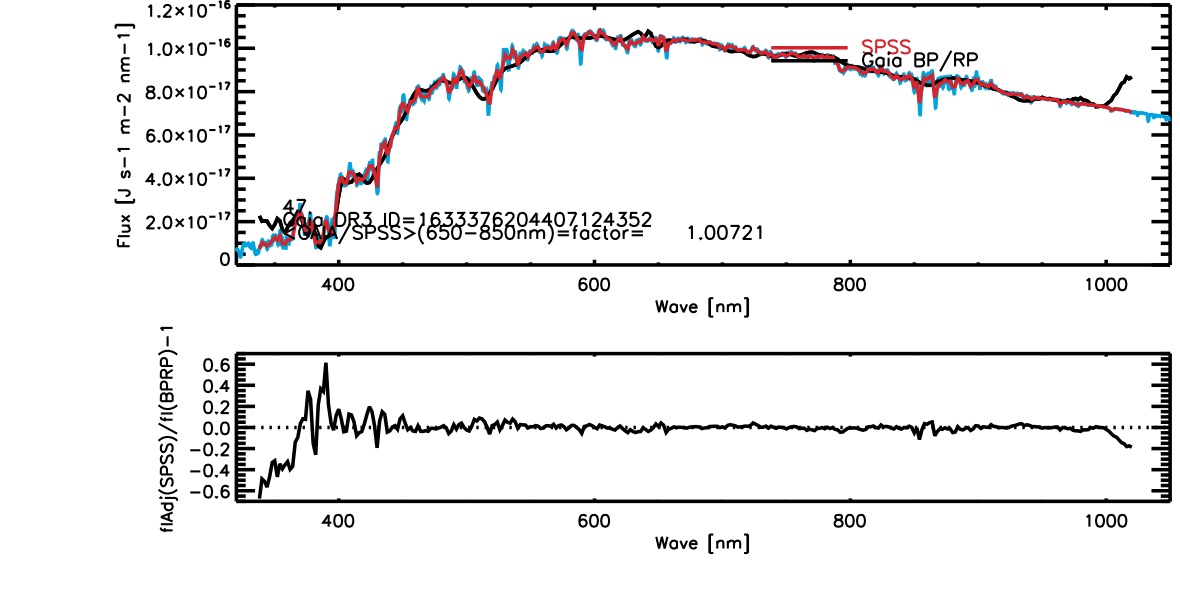 1.2×10−16
1.0×10−16
8.0×10−17
6.0×10−17
4.0×10−17
2.0×10−17
0
Flux [J s−1 m−2 nm−1]
SPSS
Gaia BP/RP
47
Gaia DR3 ID=1633376204407124352
<GAIA/SPSS>(650−850nm)=factor= 1.00721
400 600 800 1000
Wave [nm]
flAdj(SPSS)/fl(BPRP)−1
0.6
0.4
0.2
0.0
−0.2
−0.4
−0.6
400 600 800 1000
Wave [nm]